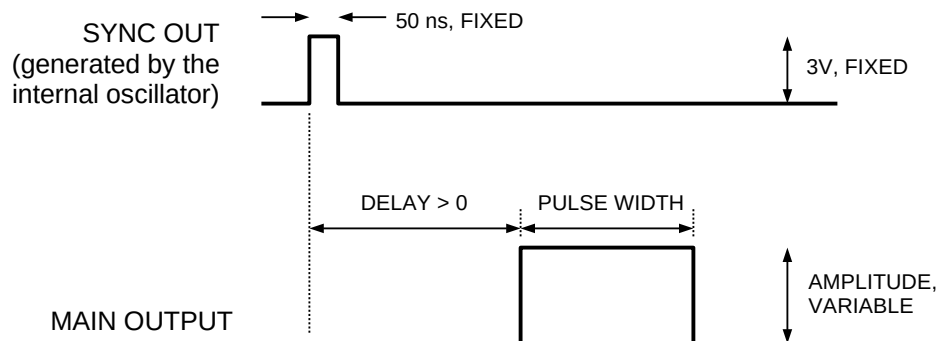 50 ns, FIXED
SYNC OUT
(generated by the
internal oscillator)
3V, FIXED
DELAY > 0
PULSE WIDTH
AMPLITUDE,
VARIABLE
MAIN OUTPUT